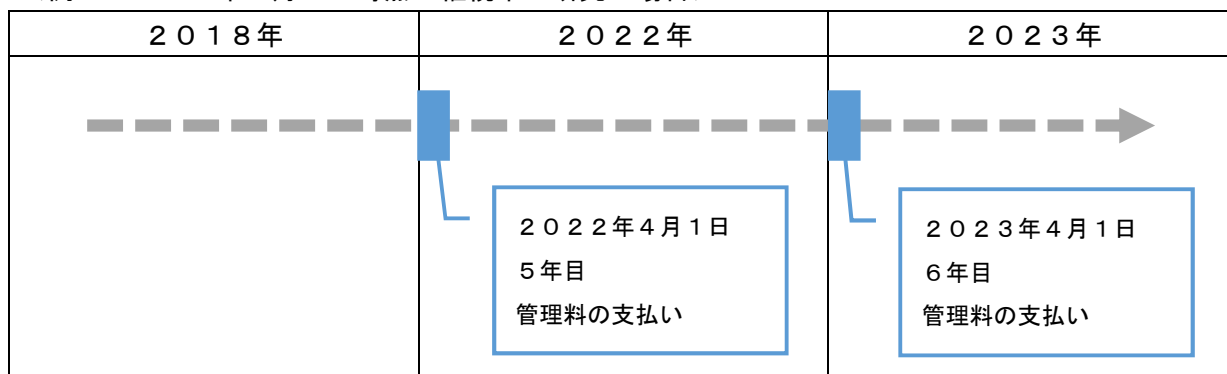 ２０１８年
２０２２年
２０２３年
２０２２年４月１日
５年目
管理料の支払い
２０２３年４月１日
６年目
管理料の支払い